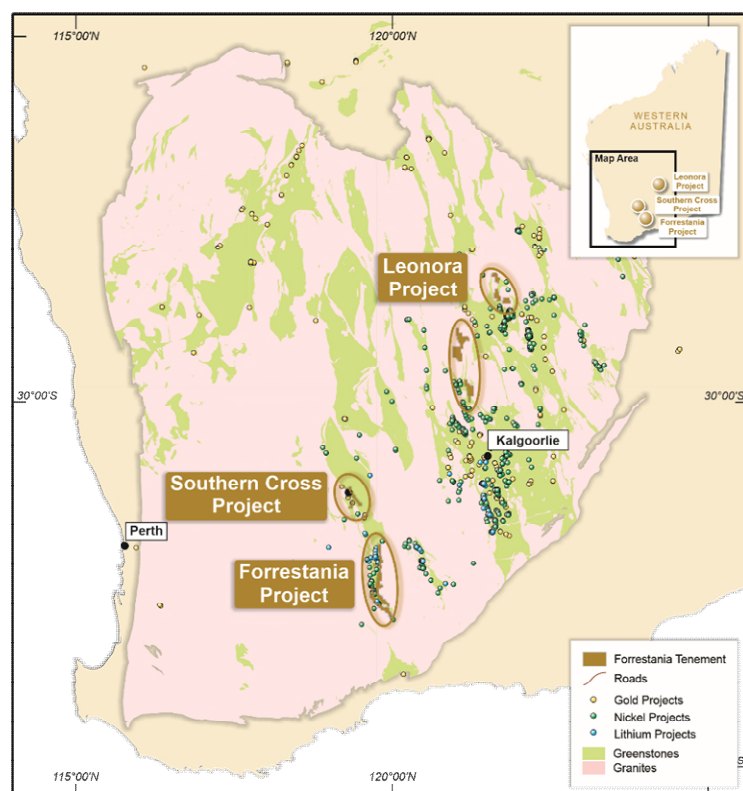 115°00'N
120°00'N
WESTERN
AUSTRALIA
Map Area
Leonora
Project
Southern Cross
Project
Forrestania
Project
Leonora
Project
30°00'S
30°00'S
Kalgoorlie
Southern Cross
Project
Perth
Forrestania
Project
Forrestania Tenement
Roads
Gold Projects
Nickel Projects
Lithium Projects
Greenstones
Granites
115°00'N
120°00'N